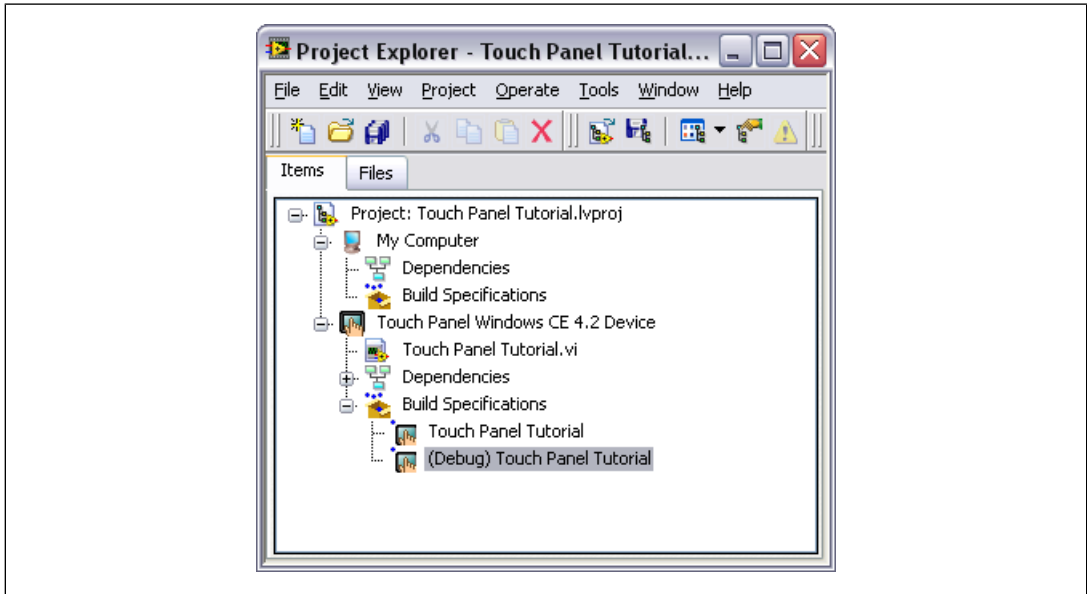 Project Explorer - Touch Panel Tutorial...
File Edit View Project Operate Tools Window Help
Items Files
Project: Touch Panel Tutorial.lvproj
My Computer
Dependencies
Build Specifications
Touch Panel Windows CE 4.2 Device
Touch Panel Tutorial.vi
Dependencies
Build Specifications
Touch Panel Tutorial
(Debug) Touch Panel Tutorial